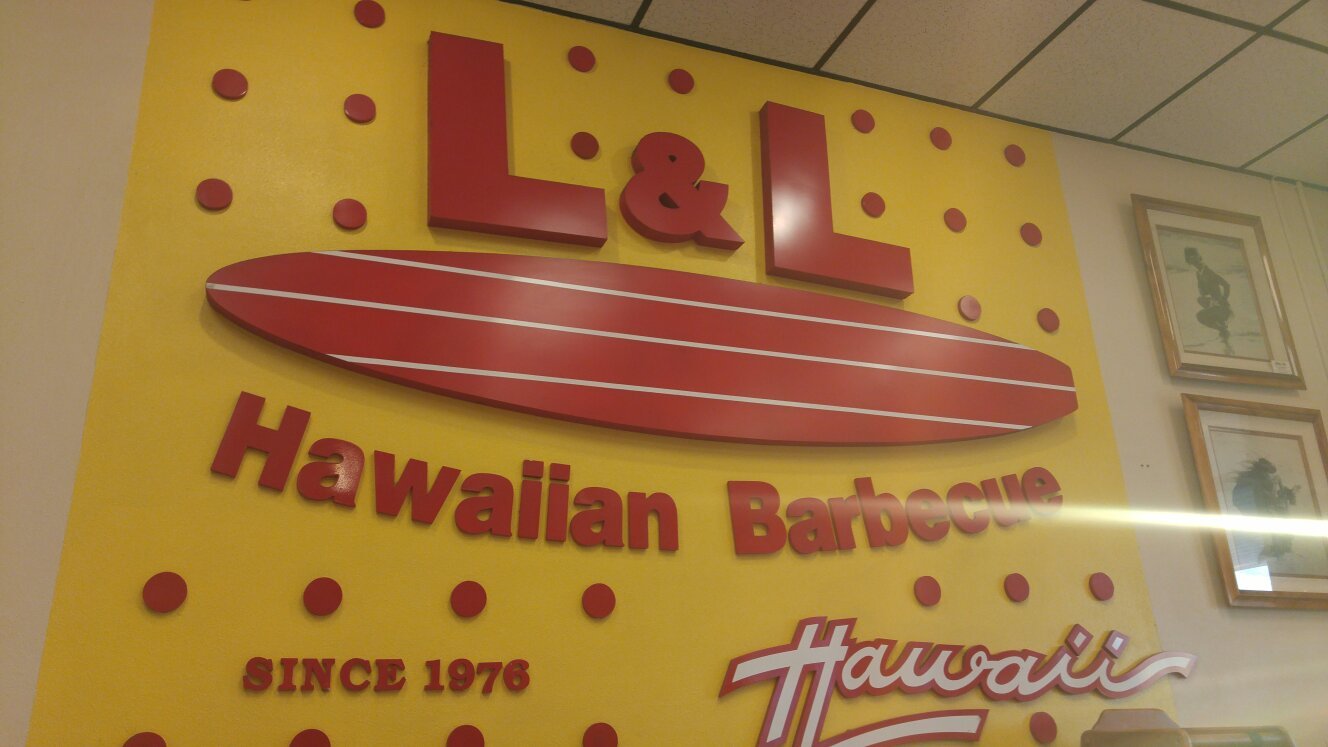 L & L
Hawaiian Barbecue
SINCE 1976
Hawaii